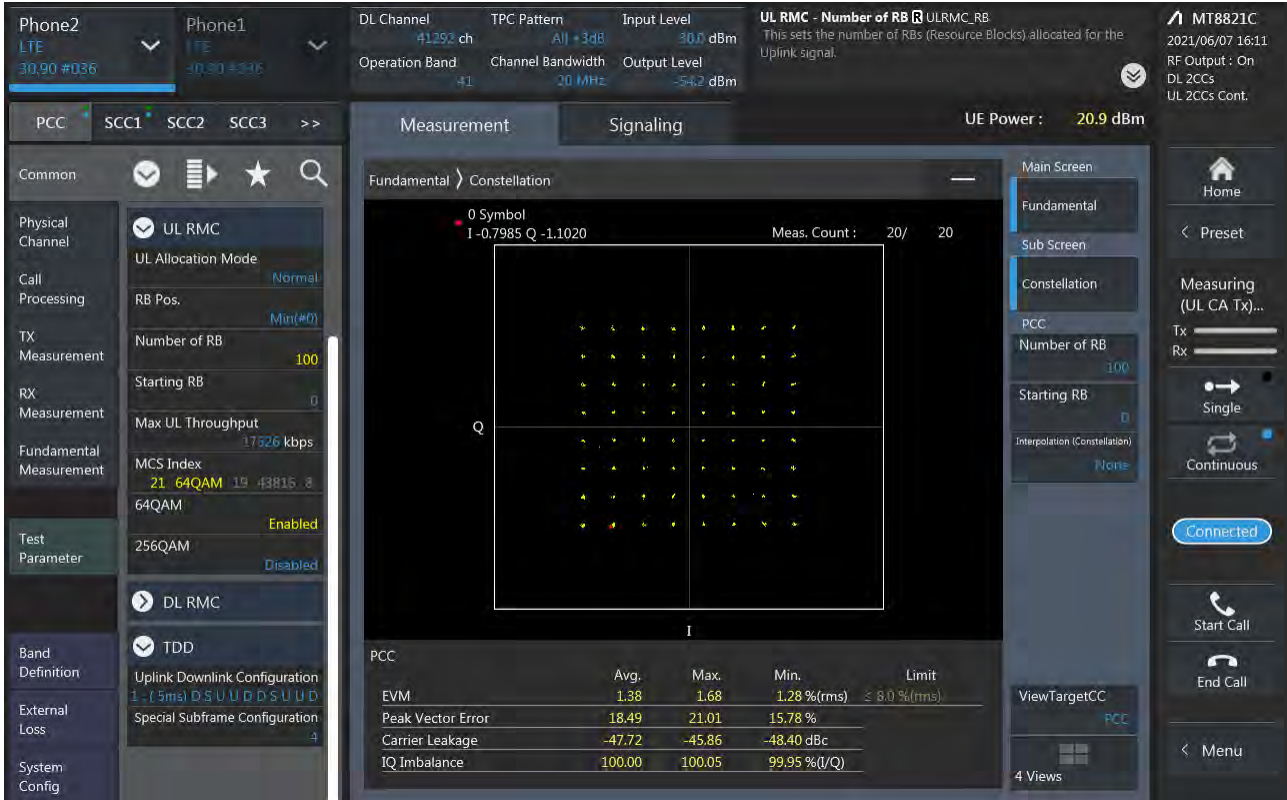 Phone2
LTE
30.90 #036
Phone1
LTE
30.90 #036
DL Channel
41292 ch
TPC Pattern
All +3dB
Input Level
30.0 dBm
Operation Band
41
Channel Bandwidth
20 MHz
Output Level
-54.2 dBm
UL RMC - Number of RB R ULRMC_RB
This sets the number of RBs (Resource Blocks) allocated for the
Uplink signal.
MT8821C
2021/06/07 16:11
RF Output : On
DL 2CCs
UL 2CCs Cont.
PCC SCC1 SCC2 SCC3 >>
Measurement
Signaling
UE Power : 20.9 dBm
Common
Physical
Channel
Call
Processing
TX
Measurement
RX
Measurement
Fundamental
Measurement
Test
Parameter
Band
Definition
External
Loss
System
Config
UL RMC
UL Allocation Mode
Normal
RB Pos.
Min(#0)
Number of RB
100
Starting RB
0
Max UL Throughput
17626 kbps
MCS Index
21 64QAM 19 43816 8
64QAM
Enabled
256QAM
Disabled
DL RMC
TDD
Uplink Downlink Configuration
1 : ( 5ms) D S U U D D S U U D
Special Subframe Configuration
4
Fundamental Constellation
0 Symbol
I -0.7985 Q -1.1020
Meas. Count : 20/ 20
Q
I
PCC
Avg. Max. Min. Limit
EVM 1.38 1.68 1.28 %(rms) ≤ 8.0 %(rms)
Peak Vector Error 18.49 21.01 15.78 %
Carrier Leakage -47.72 -45.86 -48.40 dBc
IQ Imbalance 100.00 100.05 99.95 %(I/Q)
Main Screen
Fundamental
Sub Screen
Constellation
PCC
Number of RB
100
Starting RB
0
Interpolation (Constellation)
None
ViewTargetCC
PCC
4 Views
Home
< Preset
Measuring
(UL CA Tx)...
Tx
Rx
Single
Continuous
Connected
Start Call
End Call
< Menu